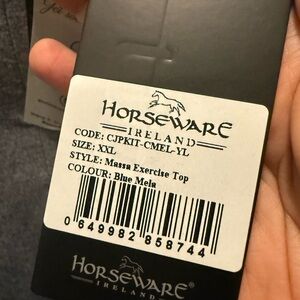 HORSEWARE
IRELAND
CODE: CJPKIT-CMEL-YL
SIZE: XXL
STYLE: Massa Exercise Top
COLOUR: Blue Mela
0 649982 858744
HORSEWARE
IRELAND